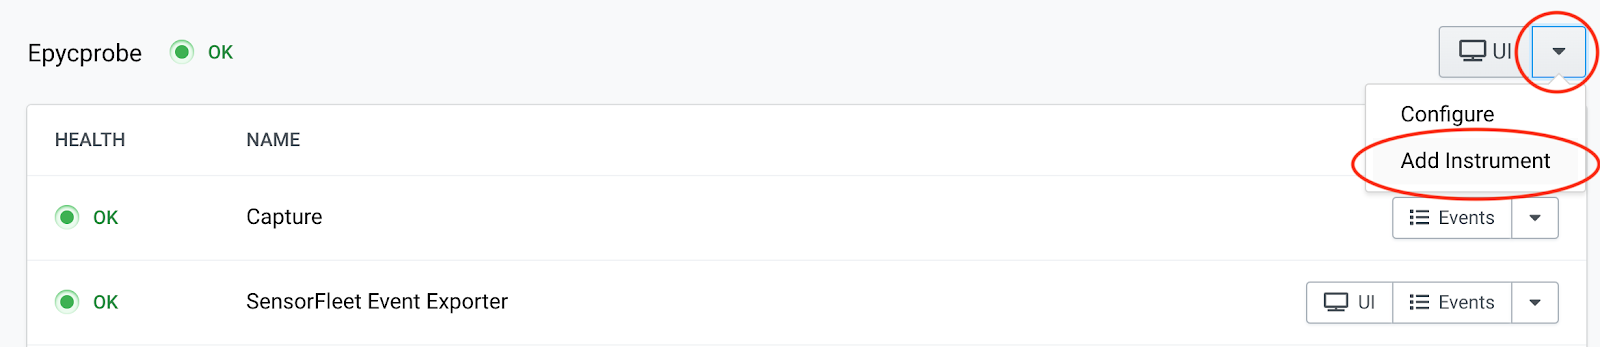 Epycprobe OK UI
Configure
HEALTH NAME
Add Instrument
OK Capture Events
OK SensorFleet Event Exporter UI Events